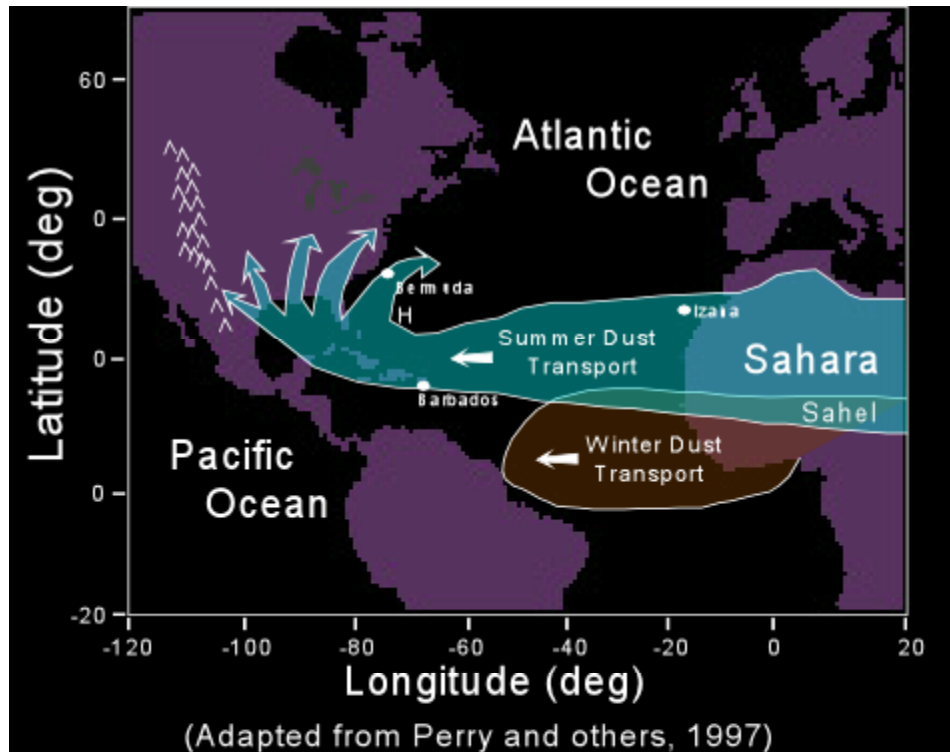 60
0
0
0
-20
Latitude (deg)
Atlantic
Ocean
Bermuda
H
Izaña
Summer Dust
Transport
Sahara
Barbados
Sahel
Pacific
Ocean
Winter Dust
Transport
-120
-100
-80
-60
-40
-20
0
20
Longitude (deg)
(Adapted from Perry and others, 1997)